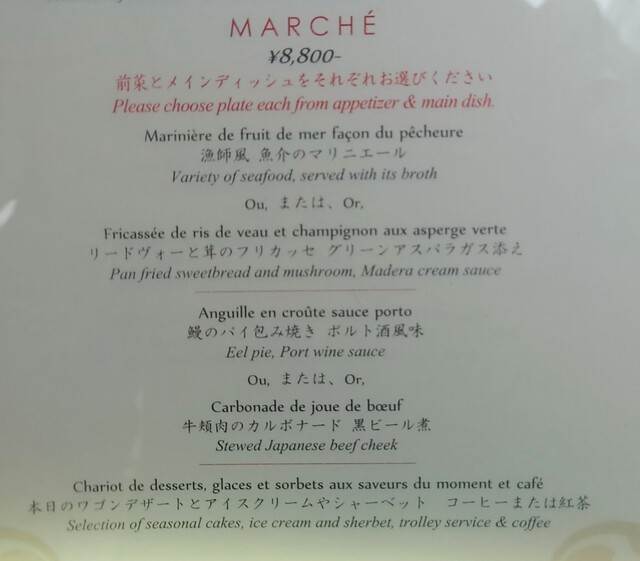 MARCHÉ
¥8,800-
前菜とメインディッシュをそれぞれお選びください
Please choose plate each from appetizer & main dish.
Marinière de fruit de mer façon du pêcheure
漁師風 魚介のマリニエール
Variety of seafood, served with its broth
Ou, または、Or,
Fricassée de ris de veau et champignon aux asperge verte
リードヴォーと茸のフリカッセ グリーンアスパラガス添え
Pan fried sweetbread and mushroom, Madera cream sauce
Anguille en croûte sauce porto
鰻のパイ包み焼き ポルト酒風味
Eel pie, Port wine sauce
Ou, または、Or,
Carbonade de joue de bœuf
牛頬肉のカルボナード 黒ビール煮
Stewed Japanese beef cheek
Chariot de desserts, glaces et sorbets aux saveurs du moment et café
本日のワゴンデザートとアイスクリームやシャーベット コーヒーまたは紅茶
Selection of seasonal cakes, ice cream and sherbet, trolley service & coffee